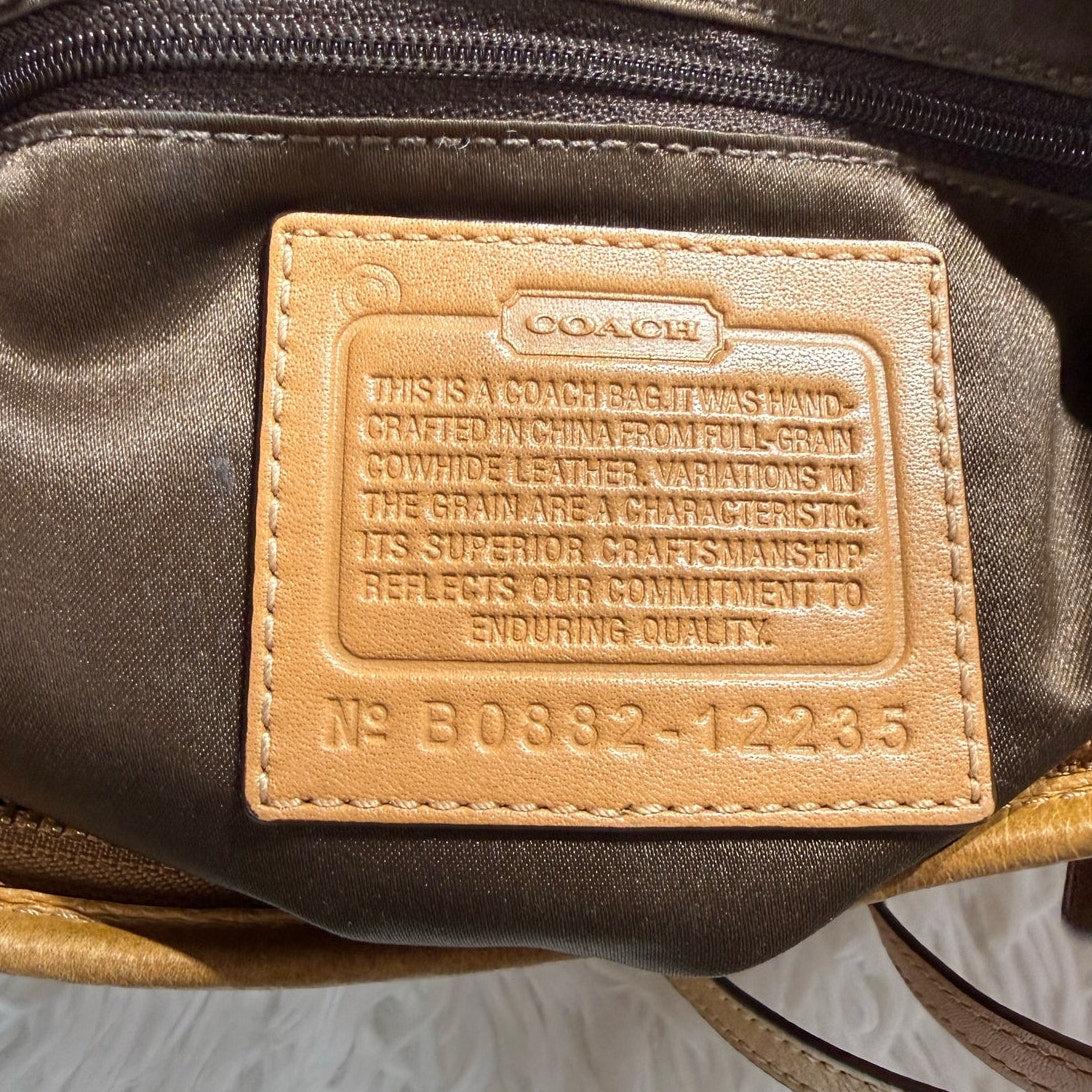 COACH
THIS IS A COACH BAG.IT WAS HAND-
CRAFTED IN CHINA FROM FULL-GRAIN
COWHIDE LEATHER. VARIATIONS IN
THE GRAIN ARE A CHARACTERISTIC.
ITS SUPERIOR CRAFTSMANSHIP
REFLECTS OUR COMMITMENT TO
ENDURING QUALITY.
Nº B0882-12235